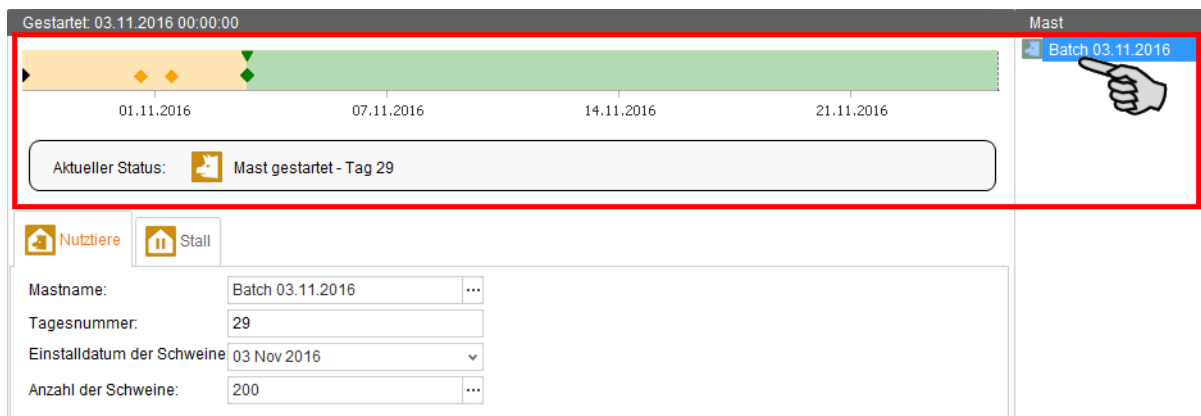 Gestartet: 03.11.2016 00:00:00
Mast
Batch 03.11.2016
01.11.2016 07.11.2016 14.11.2016 21.11.2016
Aktueller Status: Mast gestartet - Tag 29
Nutztiere Stall
Mastname: Batch 03.11.2016 ...
Tagesnummer: 29
Einstalldatum der Schweine 03 Nov 2016
Anzahl der Schweine: 200 ...